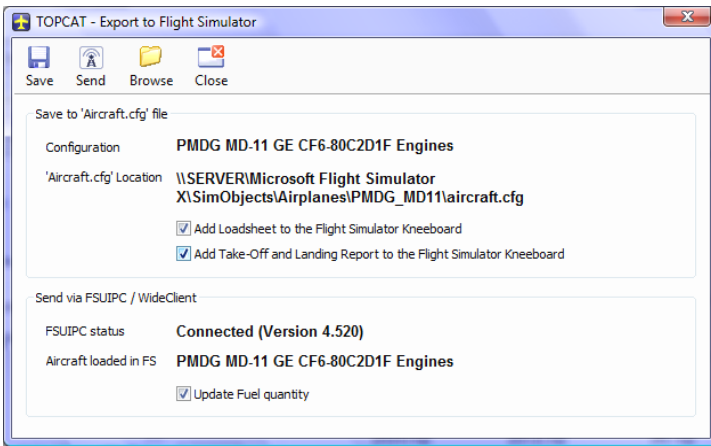 TOPCAT - Export to Flight Simulator
Save Send Browse Close
Save to 'Aircraft.cfg' file
Configuration PMDG MD-11 GE CF6-80C2D1F Engines
'Aircraft.cfg' Location \\SERVER\Microsoft Flight Simulator
X\SimObjects\Airplanes\PMDG_MD11\aircraft.cfg
Add Loadsheet to the Flight Simulator Kneeboard
Add Take-Off and Landing Report to the Flight Simulator Kneeboard
Send via FSUIPC / WideClient
FSUIPC status Connected (Version 4.520)
Aircraft loaded in FS PMDG MD-11 GE CF6-80C2D1F Engines
Update Fuel quantity